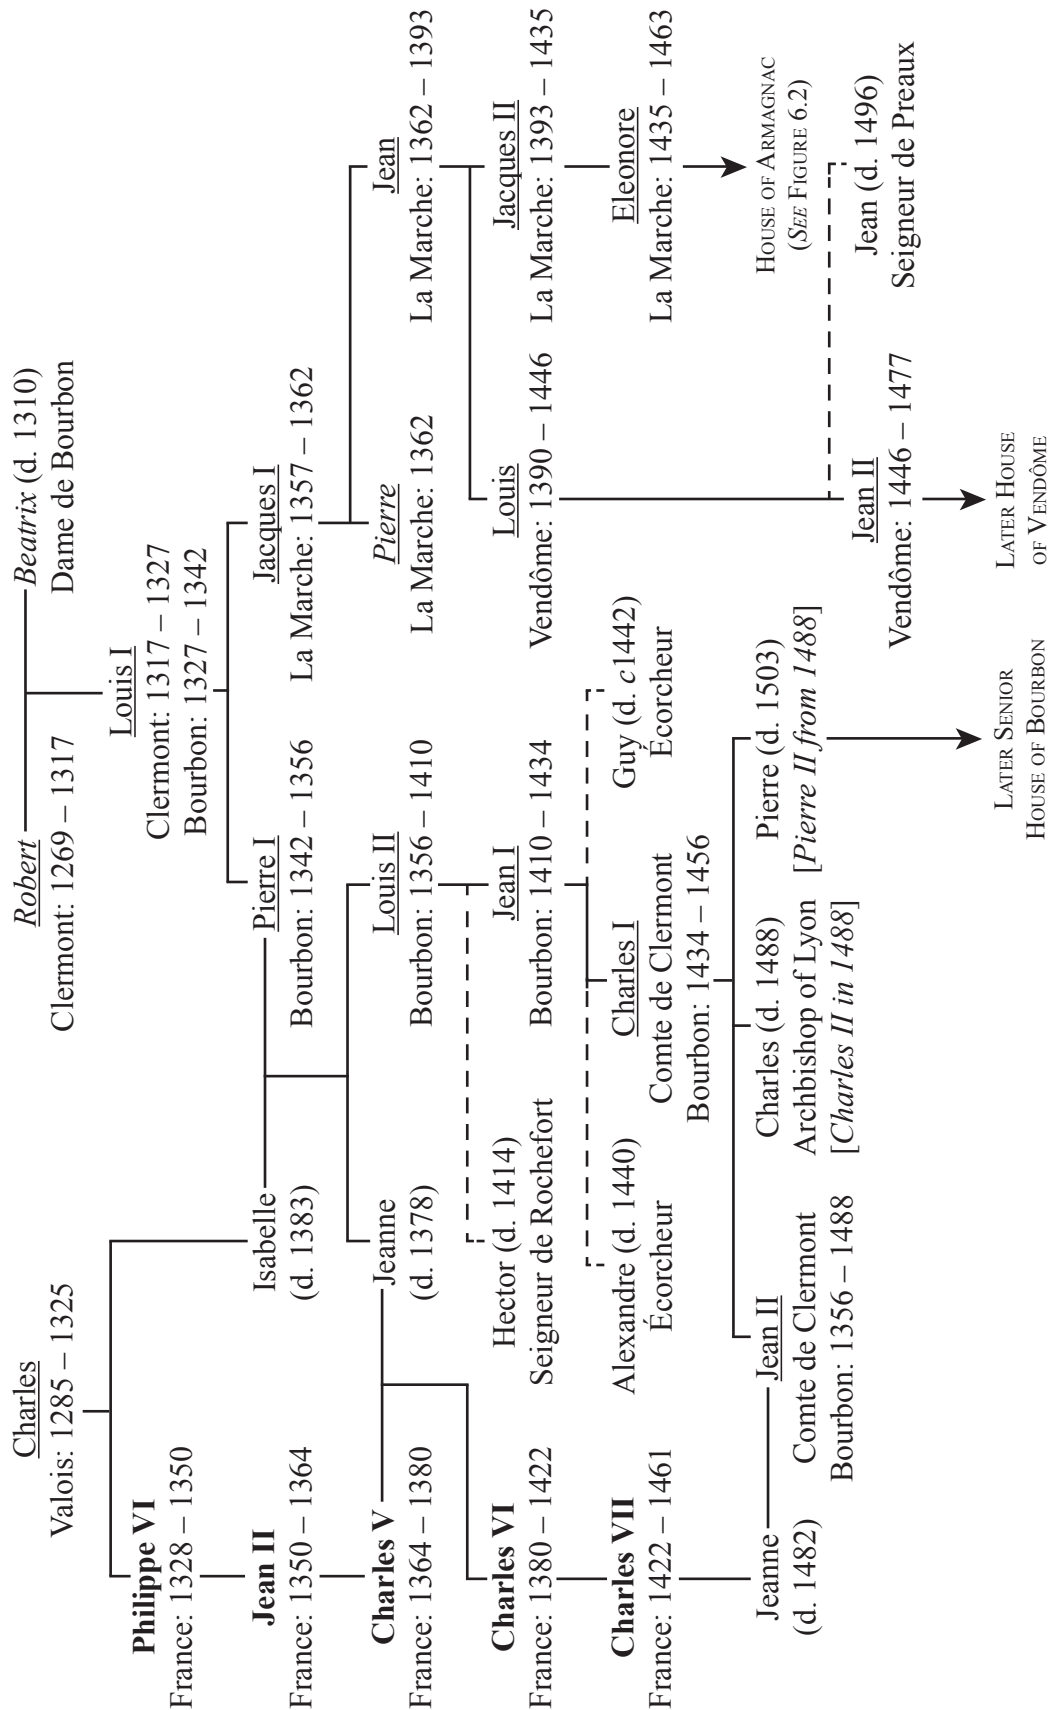 Charles
Valois: 1285 – 1325
Robert
Clermont: 1269 – 1317
Beatrix (d. 1310)
Dame de Bourbon
Philippe VI
France: 1328 – 1350
Louis I
Clermont: 1317 – 1327
Bourbon: 1327 – 1342
Jean II
France: 1350 – 1364
Isabelle
(d. 1383)
Pierre I
Bourbon: 1342 – 1356
Jacques I
La Marche: 1357 – 1362
Charles V
France: 1364 – 1380
Jeanne
(d. 1378)
Louis II
Bourbon: 1356 – 1410
Pierre
La Marche: 1362
Jean
La Marche: 1362 – 1393
Charles VI
France: 1380 – 1422
Hector (d. 1414)
Seigneur de Rochefort
Jean I
Bourbon: 1410 – 1434
Louis
Vendôme: 1390 – 1446
Jacques II
La Marche: 1393 – 1435
Charles VII
France: 1422 – 1461
Alexandre (d. 1440)
Écorcheur
Charles I
Comte de Clermont
Bourbon: 1434 – 1456
Guy (d. c1442)
Écorcheur
Eleonore
La Marche: 1435 – 1463
Jeanne
(d. 1482)
Jean II
Comte de Clermont
Bourbon: 1356 – 1488
Charles (d. 1488)
Archbishop of Lyon
[Charles II in 1488]
Pierre (d. 1503)
[Pierre II from 1488]
House of Armagnac
(See Figure 6.2)
Jean II
Vendôme: 1446 – 1477
Jean (d. 1496)
Seigneur de Preaux
Later Senior
House of Bourbon
Later House
of Vendôme